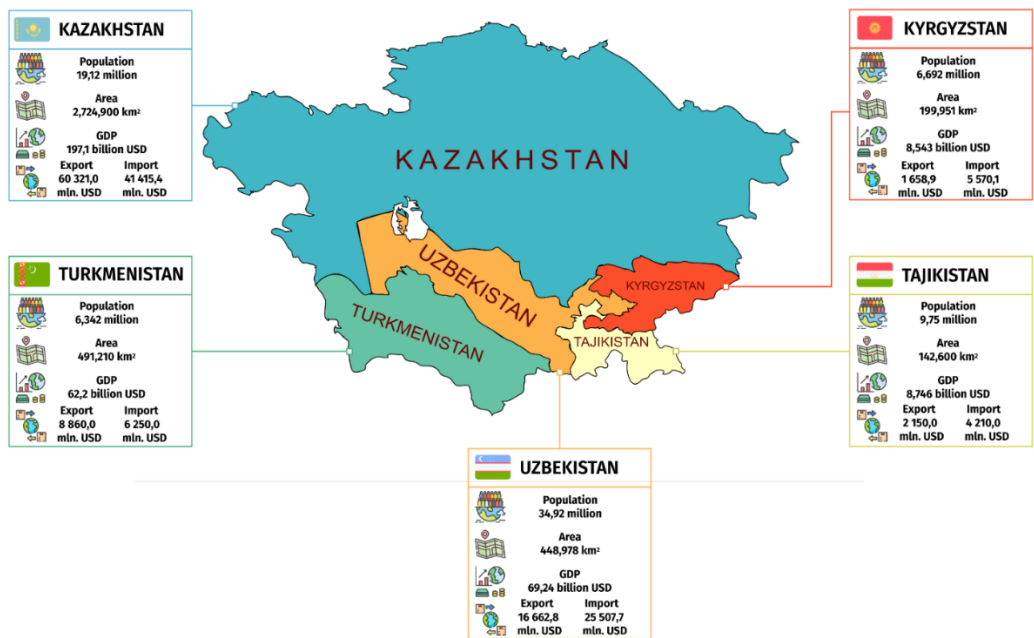 KAZAKHSTAN
Population
19,12 million
Area
2,724,900 km²
GDP
197,1 billion USD
Export Import
60 321,0 41 415,4
mln. USD mln. USD
KYRGYZSTAN
Population
6,692 million
Area
199,951 km²
GDP
8,543 billion USD
Export Import
1 658,9 5 570,1
mln. USD mln. USD
KAZAKHSTAN
UZBEKISTAN
TURKMENISTAN
KYRGYZSTAN
TAJIKISTAN
TURKMENISTAN
Population
6,342 million
Area
491,210 km²
GDP
62,2 billion USD
Export Import
8 860,0 6 250,0
mln. USD mln. USD
TAJIKISTAN
Population
9,75 million
Area
142,600 km²
GDP
8,746 billion USD
Export Import
2 150,0 4 210,0
mln. USD mln. USD
UZBEKISTAN
Population
34,92 million
Area
448,978 km²
GDP
69,24 billion USD
Export Import
16 662,8 25 507,7
mln. USD mln. USD